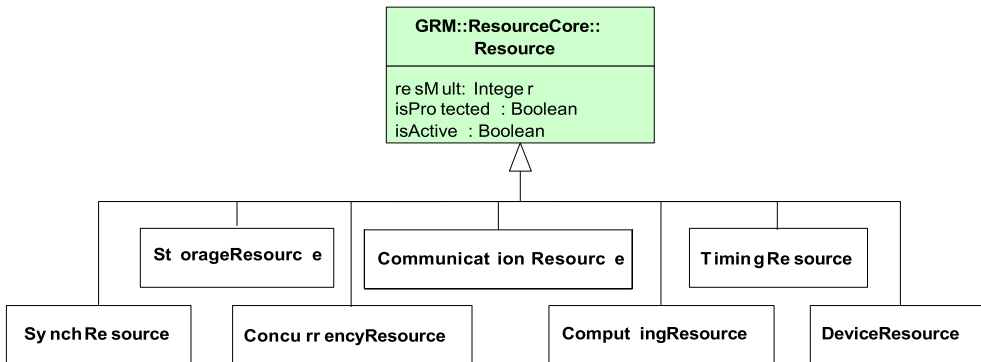 GRM::ResourceCore::
Resource
resMult: Integer
isProtected : Boolean
isActive : Boolean
StorageResource
CommunicationResource
TimingResource
SynchResource
ConcurrencyResource
ComputingResource
DeviceResource